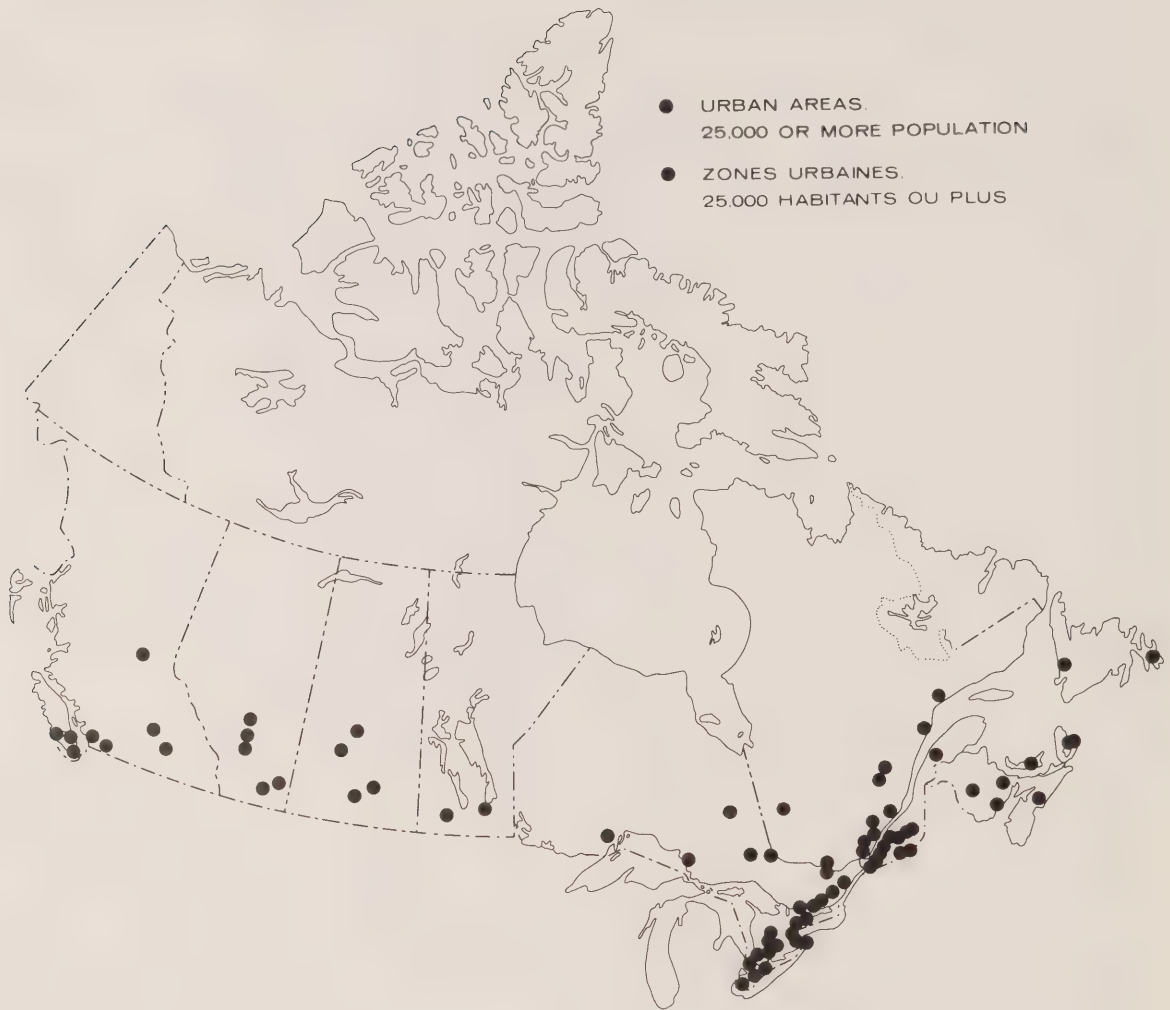 URBAN AREAS.
25,000 OR MORE POPULATION
ZONES URBAINES.
25.000 HABITANTS OU PLUS